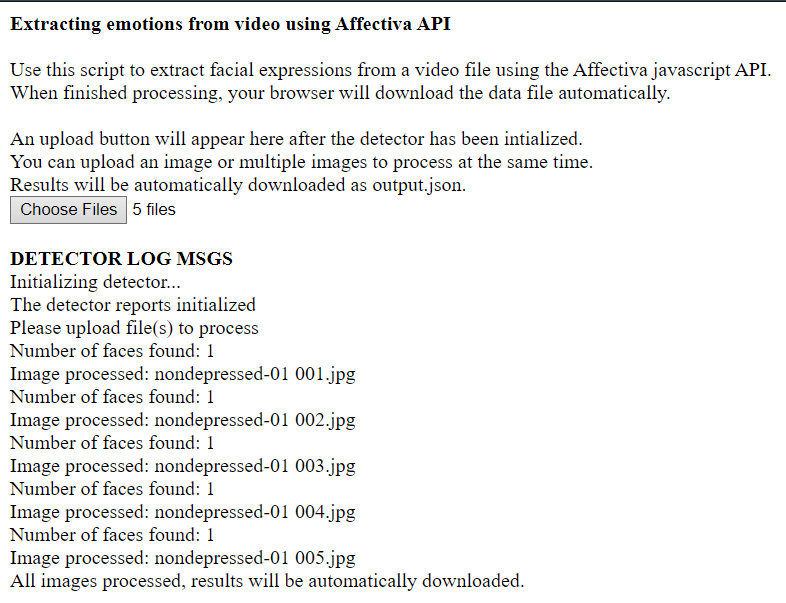 Extracting emotions from video using Affectiva API
Use this script to extract facial expressions from a video file using the Affectiva javascript API.
When finished processing, your browser will download the data file automatically.
An upload button will appear here after the detector has been intialized.
You can upload an image or multiple images to process at the same time.
Results will be automatically downloaded as output.json.
Choose Files 5 files
DETECTOR LOG MSGS
Initializing detector...
The detector reports initialized
Please upload file(s) to process
Number of faces found: 1
Image processed: nondepressed-01 001.jpg
Number of faces found: 1
Image processed: nondepressed-01 002.jpg
Number of faces found: 1
Image processed: nondepressed-01 003.jpg
Number of faces found: 1
Image processed: nondepressed-01 004.jpg
Number of faces found: 1
Image processed: nondepressed-01 005.jpg
All images processed, results will be automatically downloaded.